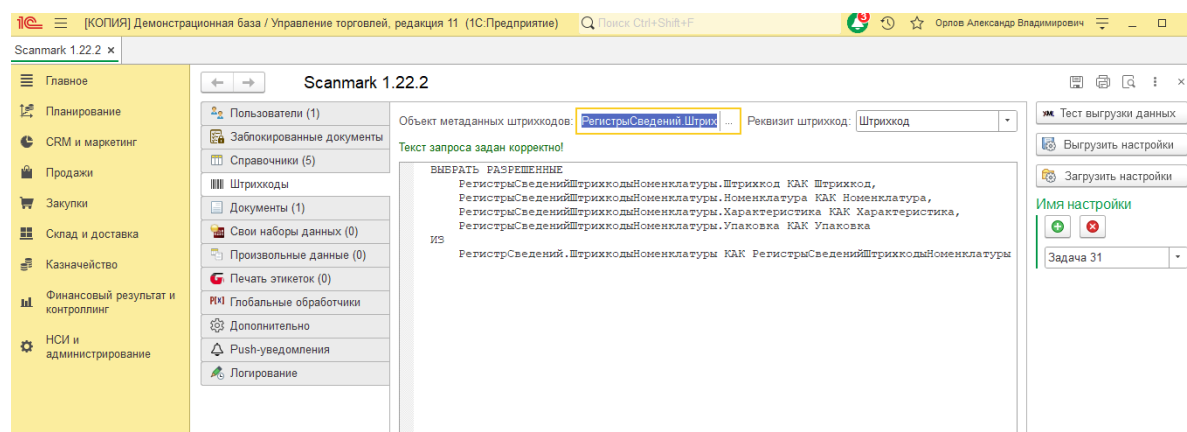 [КОПИЯ] Демонстрационная база / Управление торговлей, редакция 11 (1С:Предприятие)
Поиск Ctrl+Shift+F
3
Орлов Александр Владимирович
Scanmark 1.22.2 ×
Главное
Планирование
CRM и маркетинг
Продажи
Закупки
Склад и доставка
Казначейство
Финансовый результат и
контроллинг
НСИ и
администрирование
Scanmark 1.22.2
Пользователи (1)
Заблокированные документы
Справочники (5)
Штрихкоды
Документы (1)
Свои наборы данных (0)
Произвольные данные (0)
Печать этикеток (0)
P[X] Глобальные обработчики
Дополнительно
Push-уведомления
Логирование
Объект метаданных штрихкодов: РегистрыСведений.Штрих ... Реквизит штрихкод: Штрихкод
Текст запроса задан корректно!
ВЫБРАТЬ РАЗРЕШЕННЫЕ
РегистрыСведенийШтрихкодыНоменклатуры.Штрихкод КАК Штрихкод,
РегистрыСведенийШтрихкодыНоменклатуры.Номенклатура КАК Номенклатура,
РегистрыСведенийШтрихкодыНоменклатуры.Характеристика КАК Характеристика,
РегистрыСведенийШтрихкодыНоменклатуры.Упаковка КАК Упаковка
ИЗ
РегистрСведений.ШтрихкодыНоменклатуры КАК РегистрыСведенийШтрихкодыНоменклатуры
XML Тест выгрузки данных
Выгрузить настройки
Загрузить настройки
Имя настройки
Задача 31